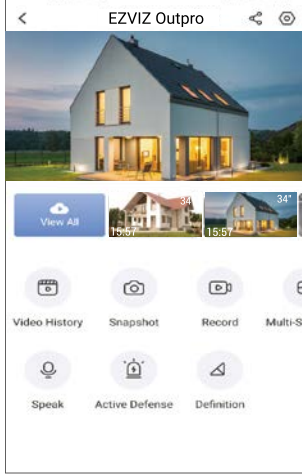 EZVIZ Outpro
View All
15:57
34"
15:57
34"
Video History
Snapshot
Record
Multi-S
Speak
Active Defense
Definition